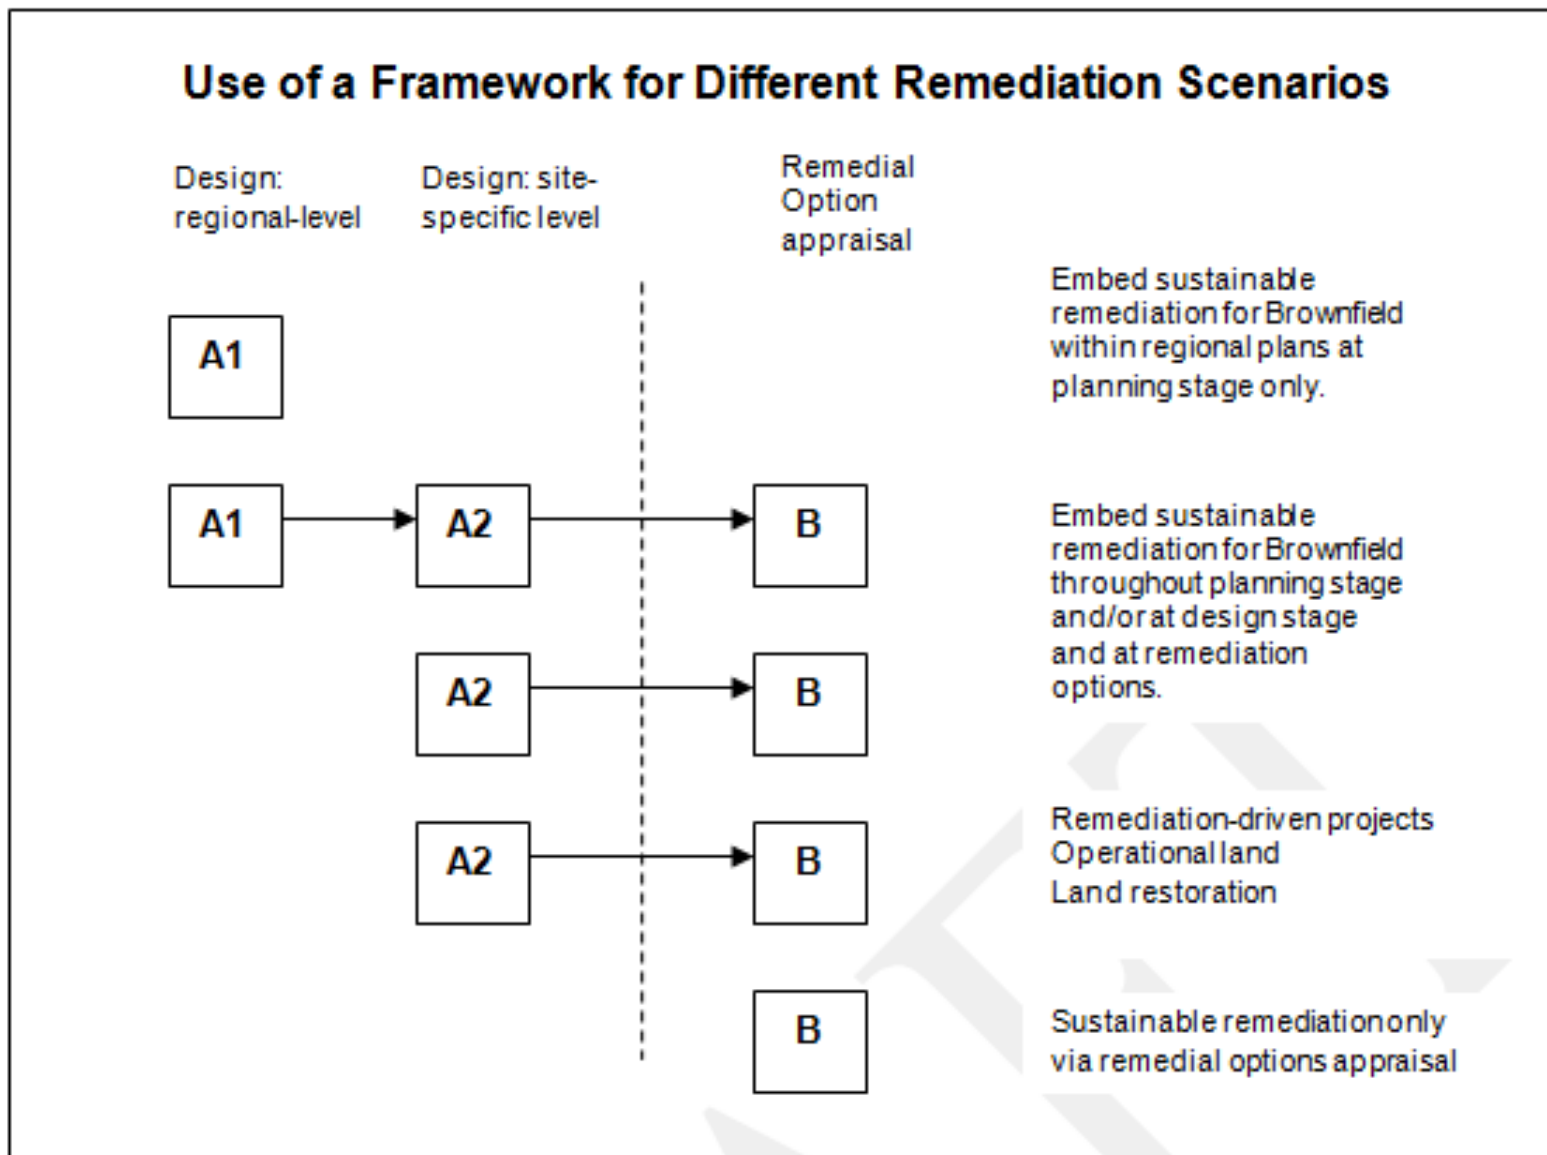 Use of a Framework for Different Remediation Scenarios
Design:
regional-level
Design: site-
specific level
Remedial
Option
appraisal
A1
Embed sustainable
remediation for Brownfield
within regional plans at
planning stage only.
A1
A2
B
Embed sustainable
remediation for Brownfield
throughout planning stage
and/or at design stage
and at remediation
options.
A2
B
A2
B
Remediation-driven projects
Operational land
Land restoration
B
Sustainable remediation only
via remedial options appraisal